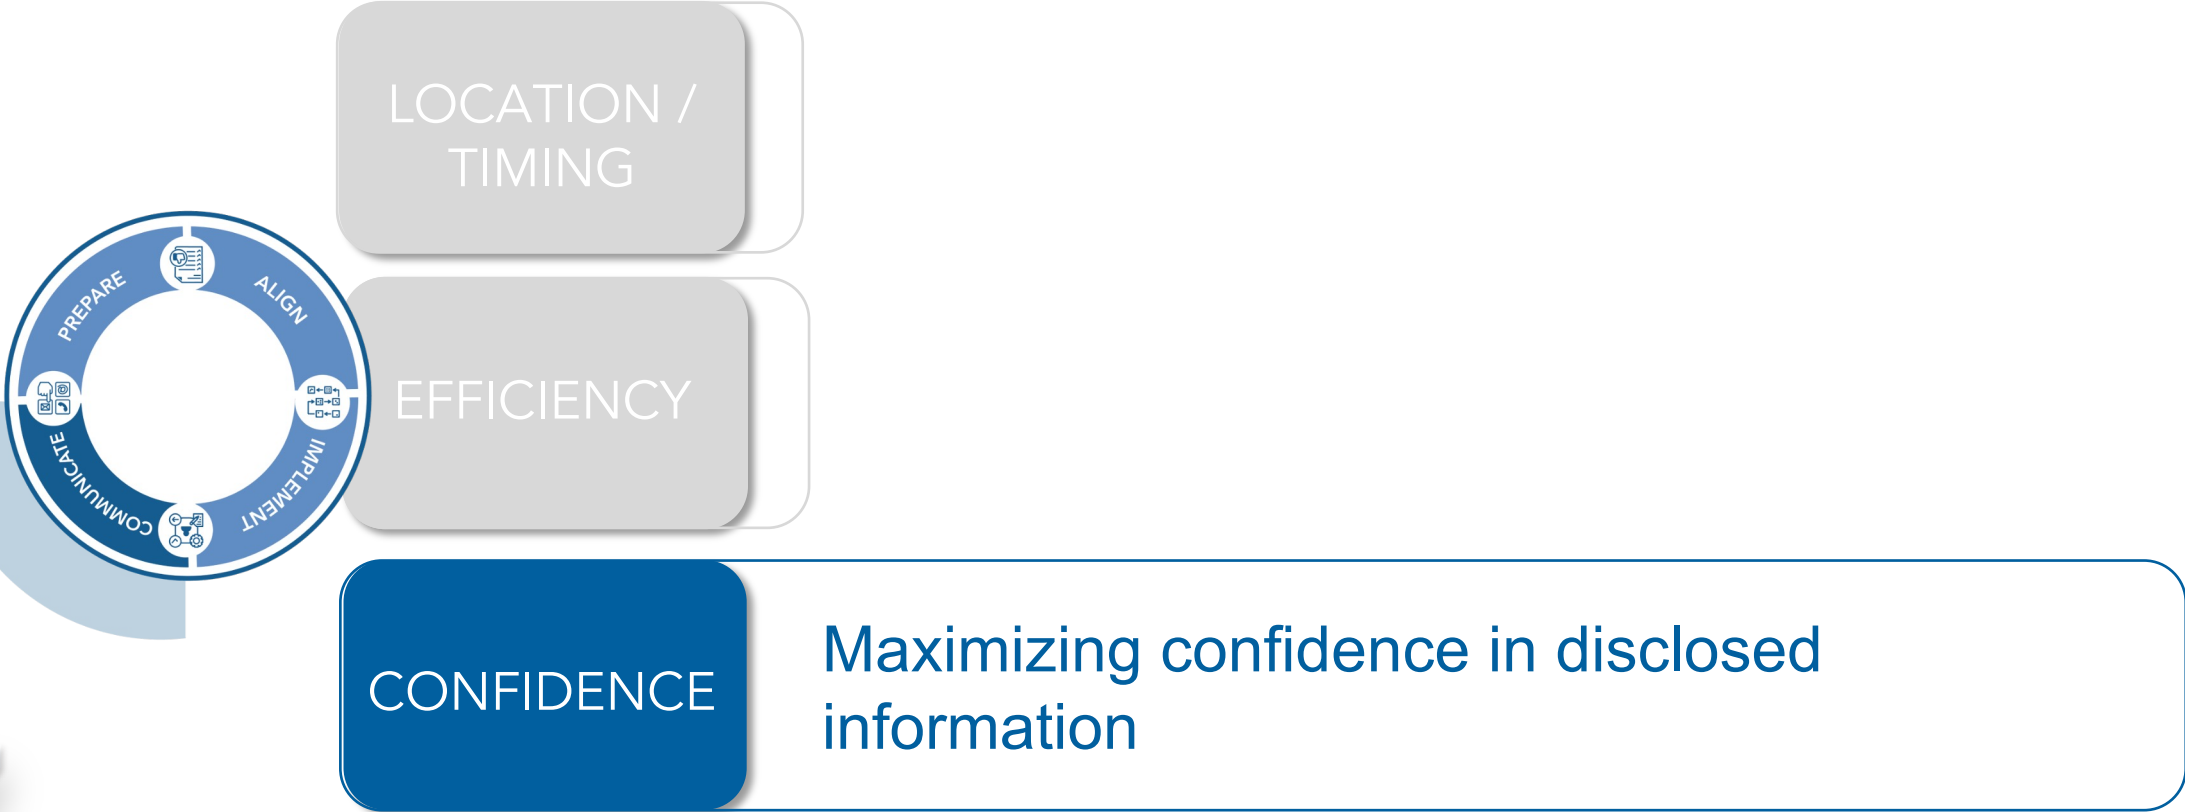 LOCATION /
TIMING
PREPARE
ALIGN
EFFICIENCY
COMMUNICATE
IMPLEMENT
CONFIDENCE
Maximizing confidence in disclosed
information